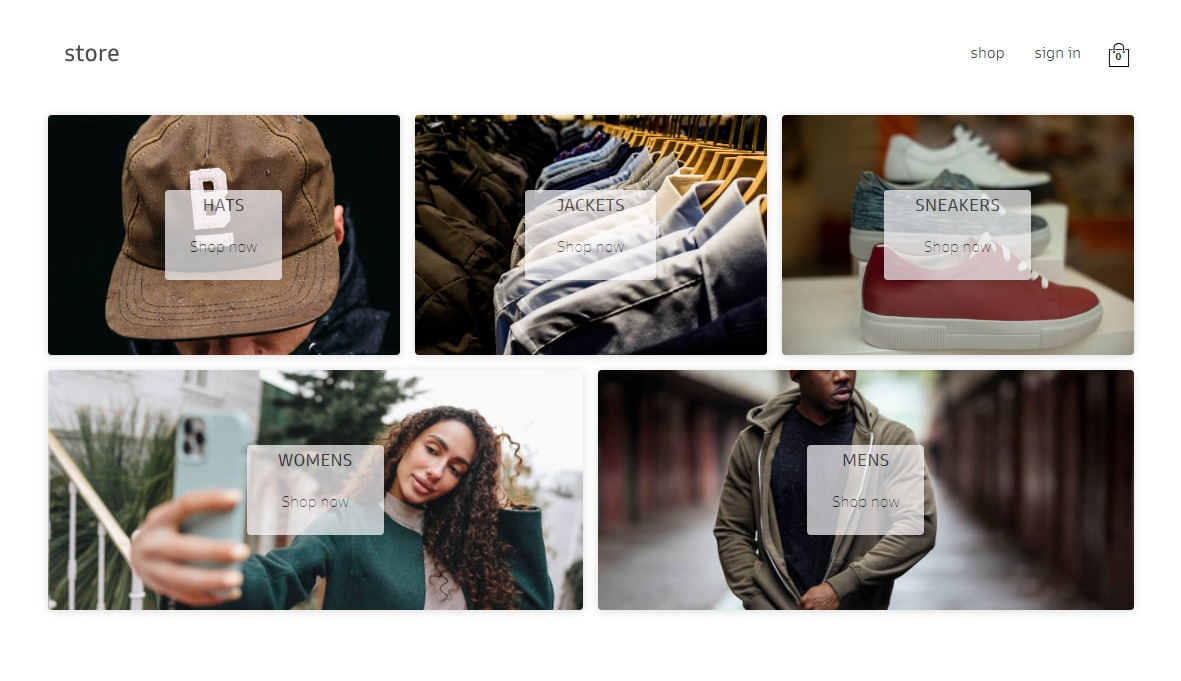 store
shop
sign in
0
B
HATS
Shop now
JACKETS
Shop now
SNEAKERS
Shop now
WOMENS
Shop now
MENS
Shop now